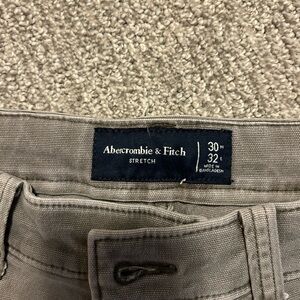 Abercrombie & Fitch
STRETCH
30 W
32 L
MADE IN
BANGLADESH